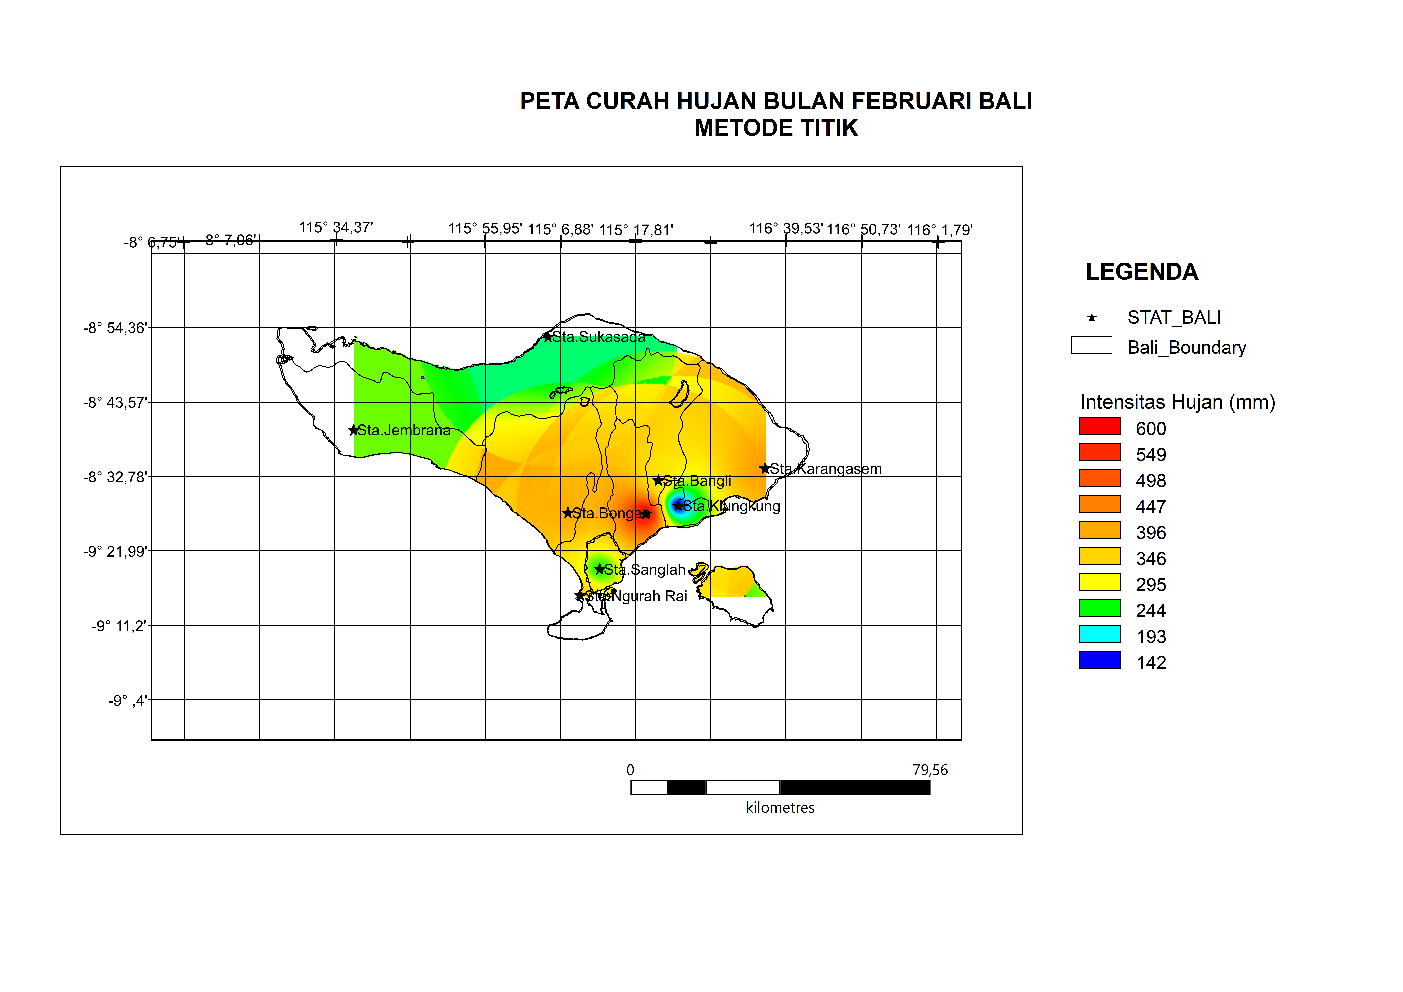 PETA CURAH HUJAN BULAN FEBRUARI BALI
METODE TITIK
115° 34,37' 115° 55,95' 115° 6,88' 115° 17,81' 116° 39,53' 116° 50,73' 116° 1,79'
-8° 6,75' 8° 7,06'
-8° 54,36'
-8° 43,57'
-8° 32,78'
-9° 21,99'
-9° 11,2'
-9° ,4'
Sta.Sukasada
Sta.Jembrana
Sta.Karangasem
Sta.Bangli
Sta.Klungkung
Sta.Bonga
Sta.Sanglah
Sta.Ngurah Rai
0 79,56
kilometres
LEGENDA
STAT_BALI
Bali_Boundary
Intensitas Hujan (mm)
600
549
498
447
396
346
295
244
193
142